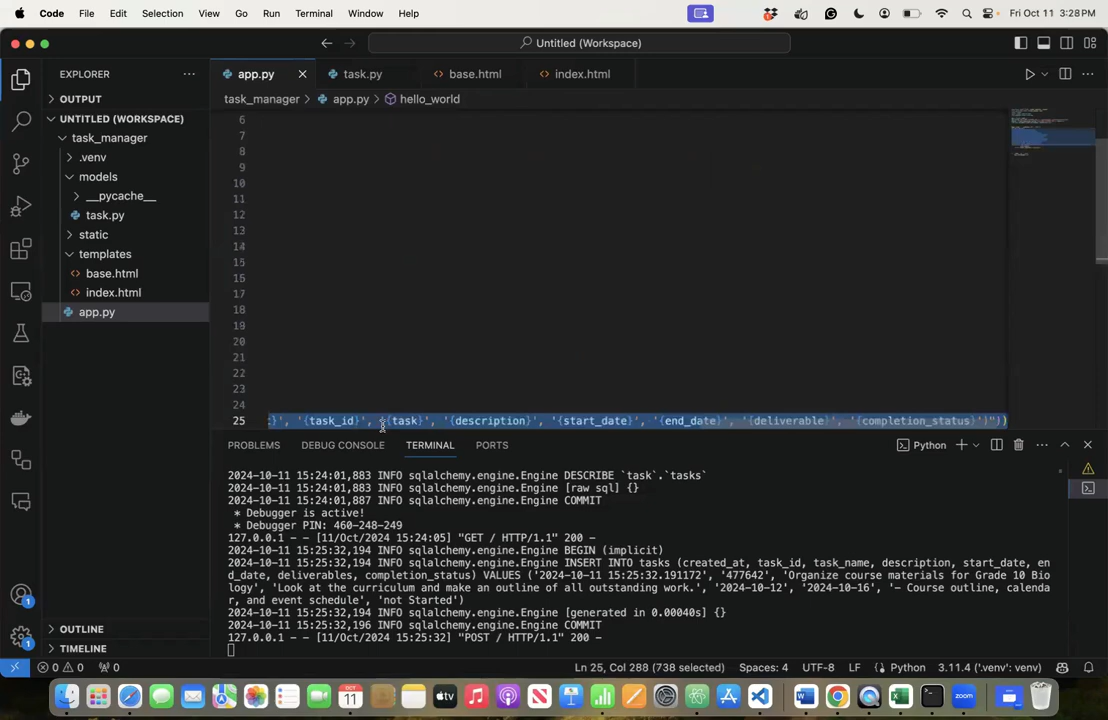 Code File Edit Selection View Go Run Terminal Window Help Fri Oct 11 3:28 PM
Untitled (Workspace)
EXPLORER
app.py task.py base.html index.html
OUTPUT
task_manager > app.py > hello_world
UNTITLED (WORKSPACE)
task_manager
.venv
models
__pycache__
task.py
static
templates
base.html
index.html
app.py
6
7
8
9
10
11
12
13
14
15
16
17
18
19
20
21
22
23
24
25 :}', '{task_id}', '{task}', '{description}', '{start_date}', '{end_date}', '{deliverable}', '{completion_status}')"))
PROBLEMS DEBUG CONSOLE TERMINAL PORTS Python
2024-10-11 15:24:01,883 INFO sqlalchemy.engine.Engine DESCRIBE `task`.`tasks`
2024-10-11 15:24:01,883 INFO sqlalchemy.engine.Engine [raw sql] {}
2024-10-11 15:24:01,887 INFO sqlalchemy.engine.Engine COMMIT
* Debugger is active!
* Debugger PIN: 460-248-249
127.0.0.1 - - [11/Oct/2024 15:24:05] "GET / HTTP/1.1" 200 -
2024-10-11 15:25:32,194 INFO sqlalchemy.engine.Engine BEGIN (implicit)
2024-10-11 15:25:32,194 INFO sqlalchemy.engine.Engine INSERT INTO tasks (created_at, task_id, task_name, description, start_date, en
d_date, deliverables, completion_status) VALUES ('2024-10-11 15:25:32.191172', '477642', 'Organize course materials for Grade 10 Bio
logy', 'Look at the curriculum and make an outline of all outstanding work.', '2024-10-12', '2024-10-16', '- Course outline, calenda
r, and event schedule', 'not Started')
2024-10-11 15:25:32,194 INFO sqlalchemy.engine.Engine [generated in 0.00040s] {}
2024-10-11 15:25:32,196 INFO sqlalchemy.engine.Engine COMMIT
127.0.0.1 - - [11/Oct/2024 15:25:32] "POST / HTTP/1.1" 200 -
OUTLINE
TIMELINE
0 0 0 Ln 25, Col 288 (738 selected) Spaces: 4 UTF-8 LF Python 3.11.4 ('.venv': venv)